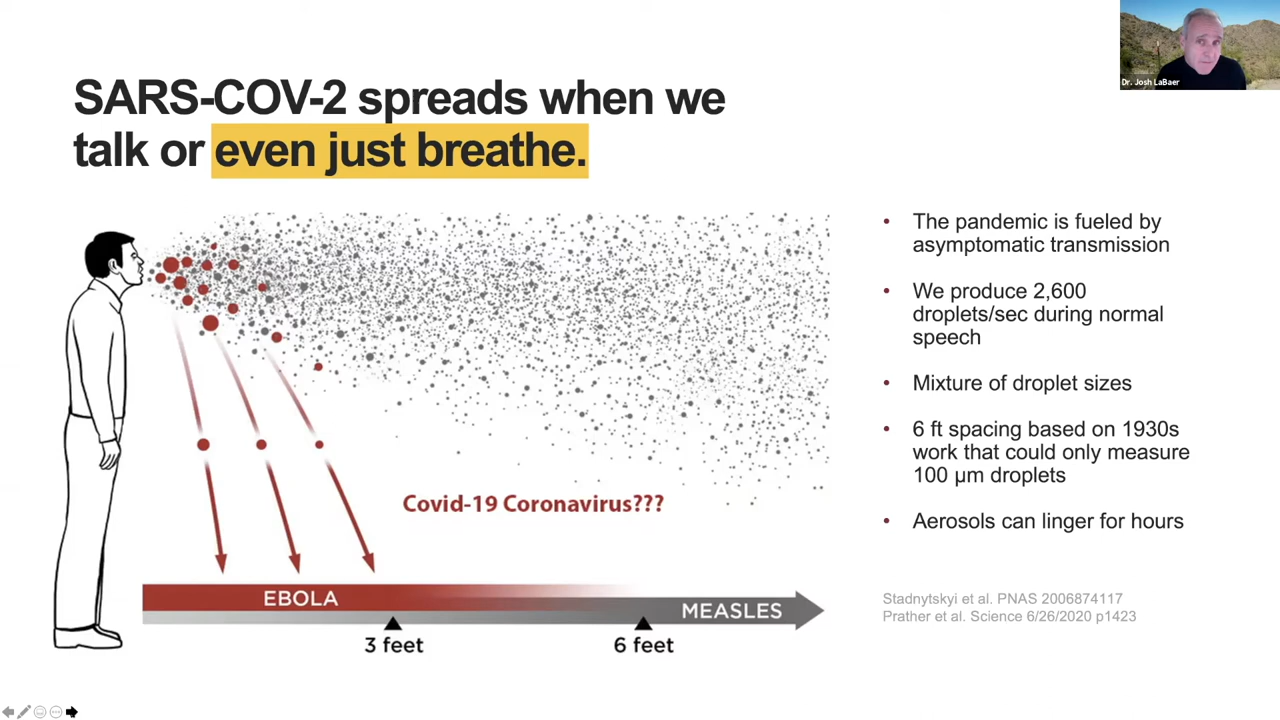 Dr. Josh LaBaer
SARS-COV-2 spreads when we
talk or even just breathe.
• The pandemic is fueled by
asymptomatic transmission
• We produce 2,600
droplets/sec during normal
speech
• Mixture of droplet sizes
• 6 ft spacing based on 1930s
work that could only measure
100 µm droplets
• Aerosols can linger for hours
Covid-19 Coronavirus???
EBOLA
MEASLES
3 feet
6 feet
Stadnytskyi et al. PNAS 2006874117
Prather et al. Science 6/26/2020 p1423